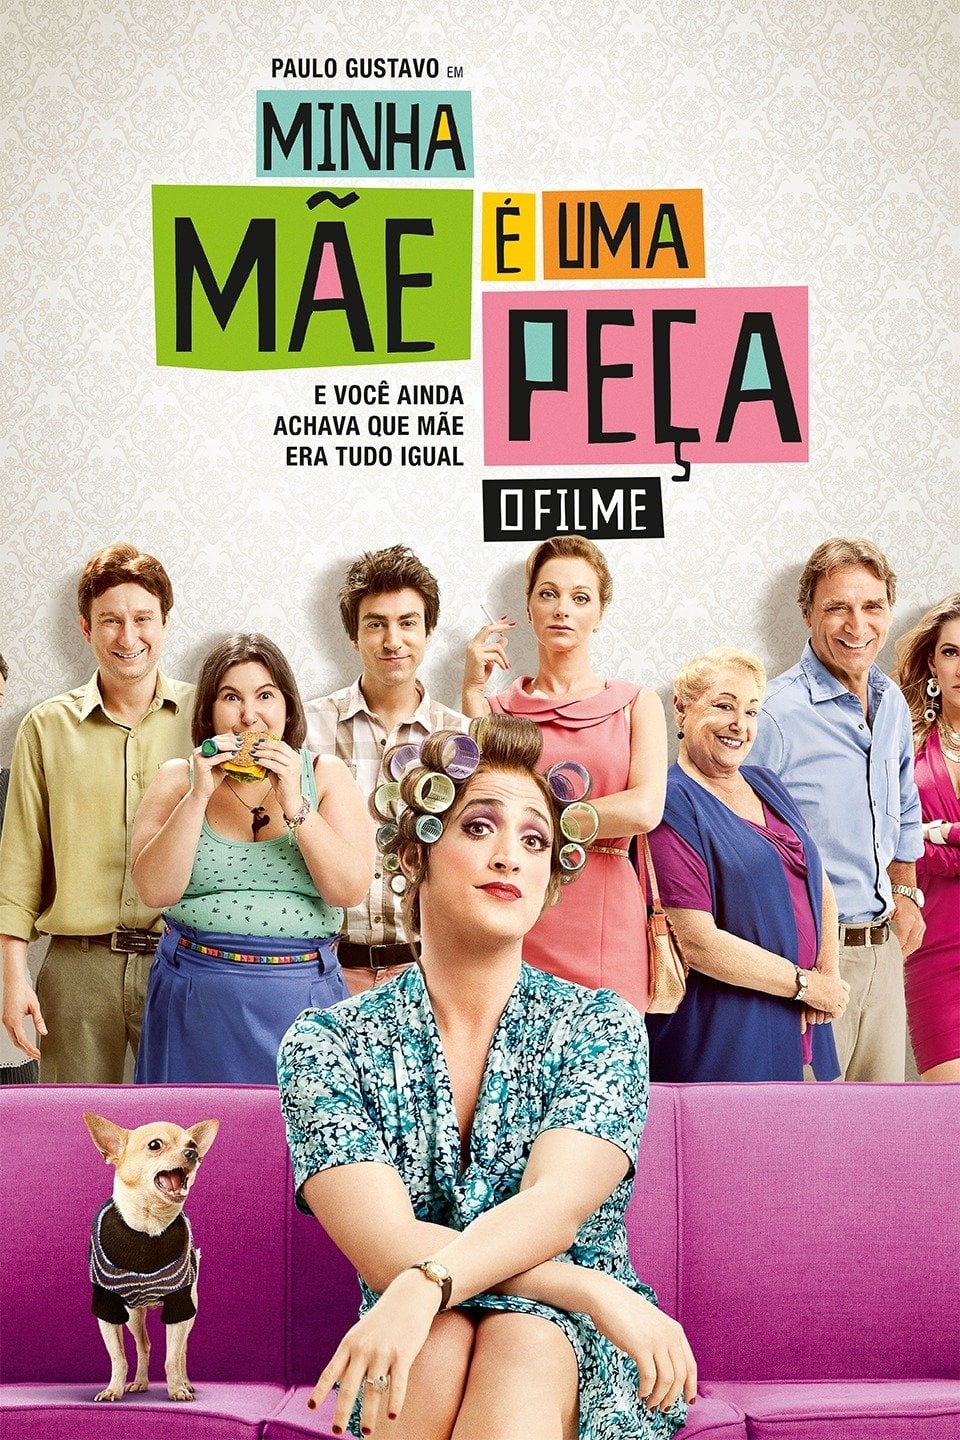 PAULO GUSTAVO EM
MINHA
MÃE É UMA
PEÇA
E VOCÊ AINDA
ACHAVA QUE MÃE
ERA TUDO IGUAL
O FILME